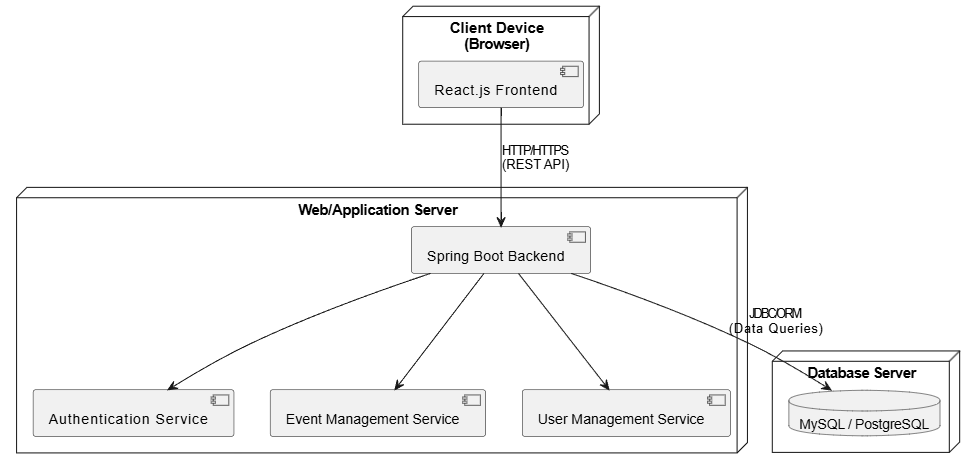 Client Device
(Browser)
React.js Frontend
HTTP/HTTPS
(REST API)
Web/Application Server
Spring Boot Backend
JDBC/ORM
(Data Queries)
Database Server
Authentication Service
Event Management Service
User Management Service
MySQL / PostgreSQL